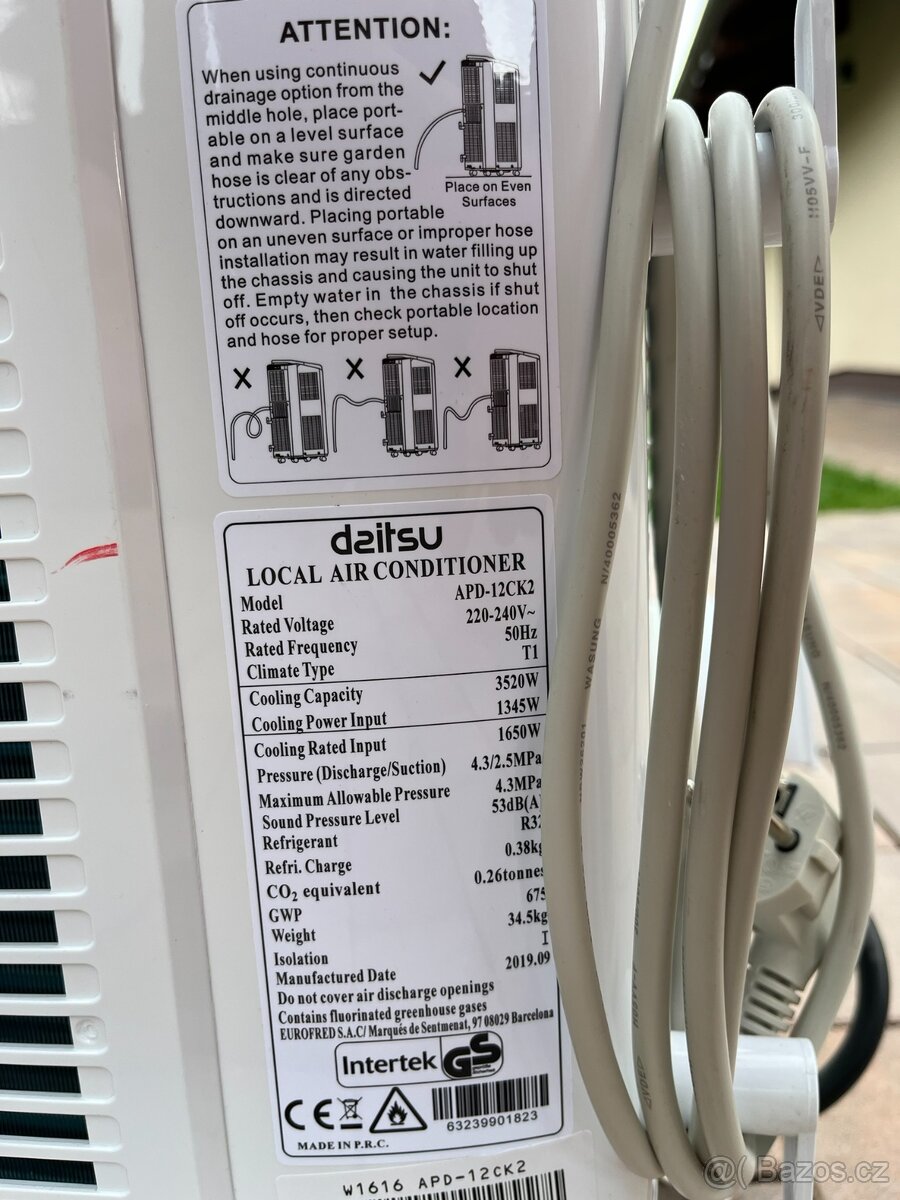 ATTENTION:
When using continuous
drainage option from the
middle hole, place port-
able on a level surface
and make sure garden
hose is clear of any obs-
tructions and is directed
downward. Placing portable
on an uneven surface or improper hose
installation may result in water filling up
the chassis and causing the unit to shut
off. Empty water in the chassis if shut
off occurs, then check portable location
and hose for proper setup.
Place on Even
Surfaces
daitsu
LOCAL AIR CONDITIONER
Model APD-12CK2
Rated Voltage 220-240V~
Rated Frequency 50Hz
Climate Type T1
Cooling Capacity 3520W
Cooling Power Input 1345W
Cooling Rated Input 1650W
Pressure (Discharge/Suction) 4.3/2.5MPa
Maximum Allowable Pressure 4.3MPa
Sound Pressure Level 53dB(A)
Refrigerant R32
Refri. Charge 0.38kg
CO2 equivalent 0.26tonnes
GWP 675
Weight 34.5kg
Isolation I
Manufactured Date 2019.09
Do not cover air discharge openings
Contains fluorinated greenhouse gases
EUROFRED S.A.C/ Marqués de Sentmenat, 97 08029 Barcelona
Intertek GS
CE
63239901823
MADE IN P.R.C.
W1616 APD-12CK2
H05VV-F
VDE
N/40005362
WASUNG
VDE
Bazos.cz